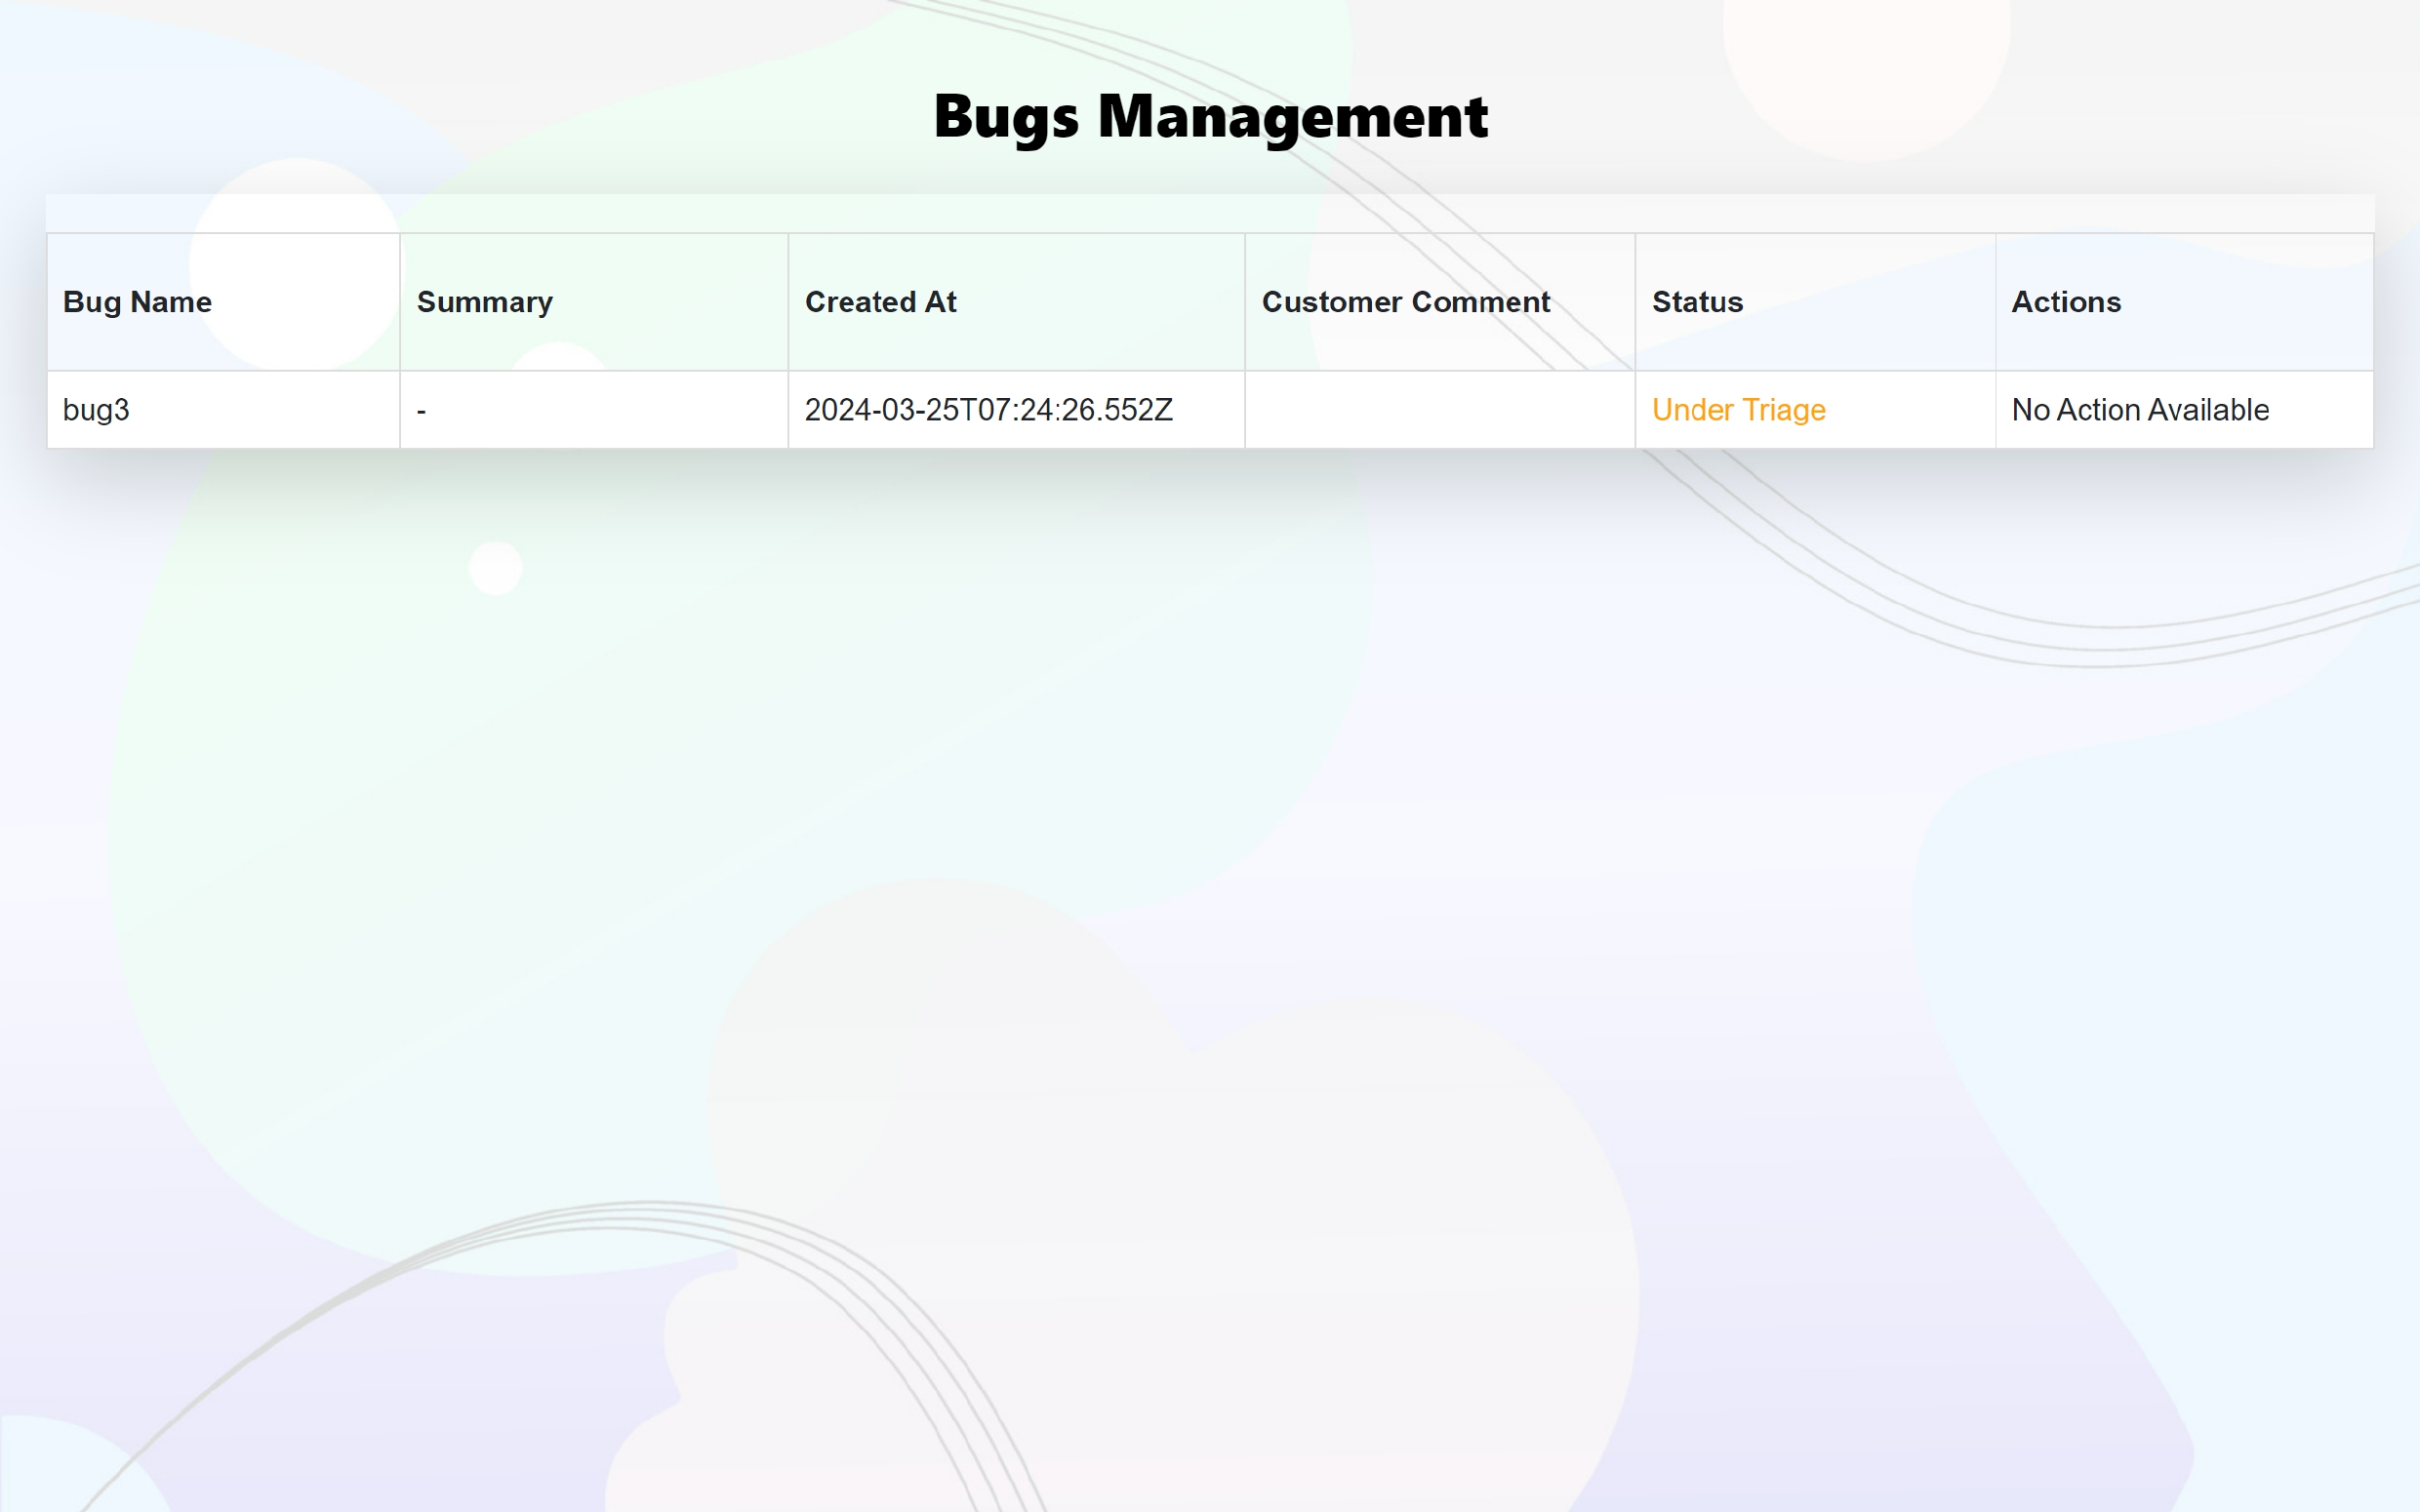 Bugs Management
Bug Name Summary Created At Customer Comment Status Actions
bug3 - 2024-03-25T07:24:26.552Z Under Triage No Action Available